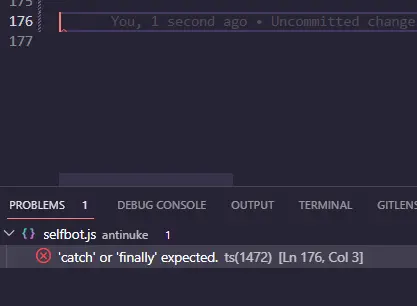 175
176 You, 1 second ago • Uncommitted change
177
PROBLEMS 1 DEBUG CONSOLE OUTPUT TERMINAL GITLENS
{ } selfbot.js antinuke 1
'catch' or 'finally' expected. ts(1472) [Ln 176, Col 3]